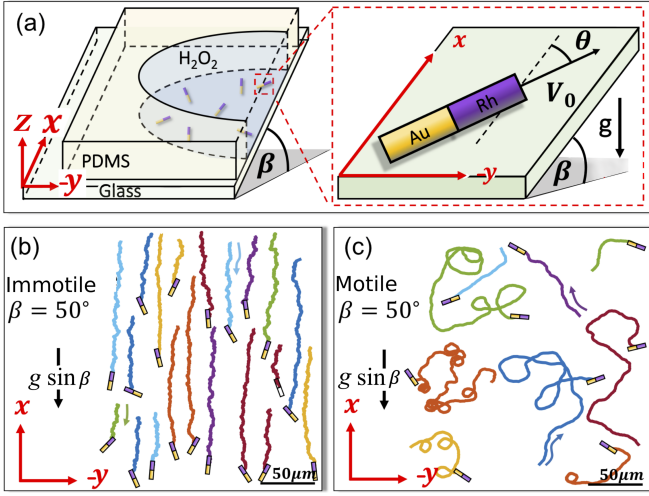 (a)
H₂O₂
z
x
-y
PDMS
Glass
β
x
θ
V₀
Rh
Au
g
-y
β
(b)
Immotile
β = 50°
g sin β
x
-y
50μm
(c)
Motile
β = 50°
g sin β
x
-y
50μm